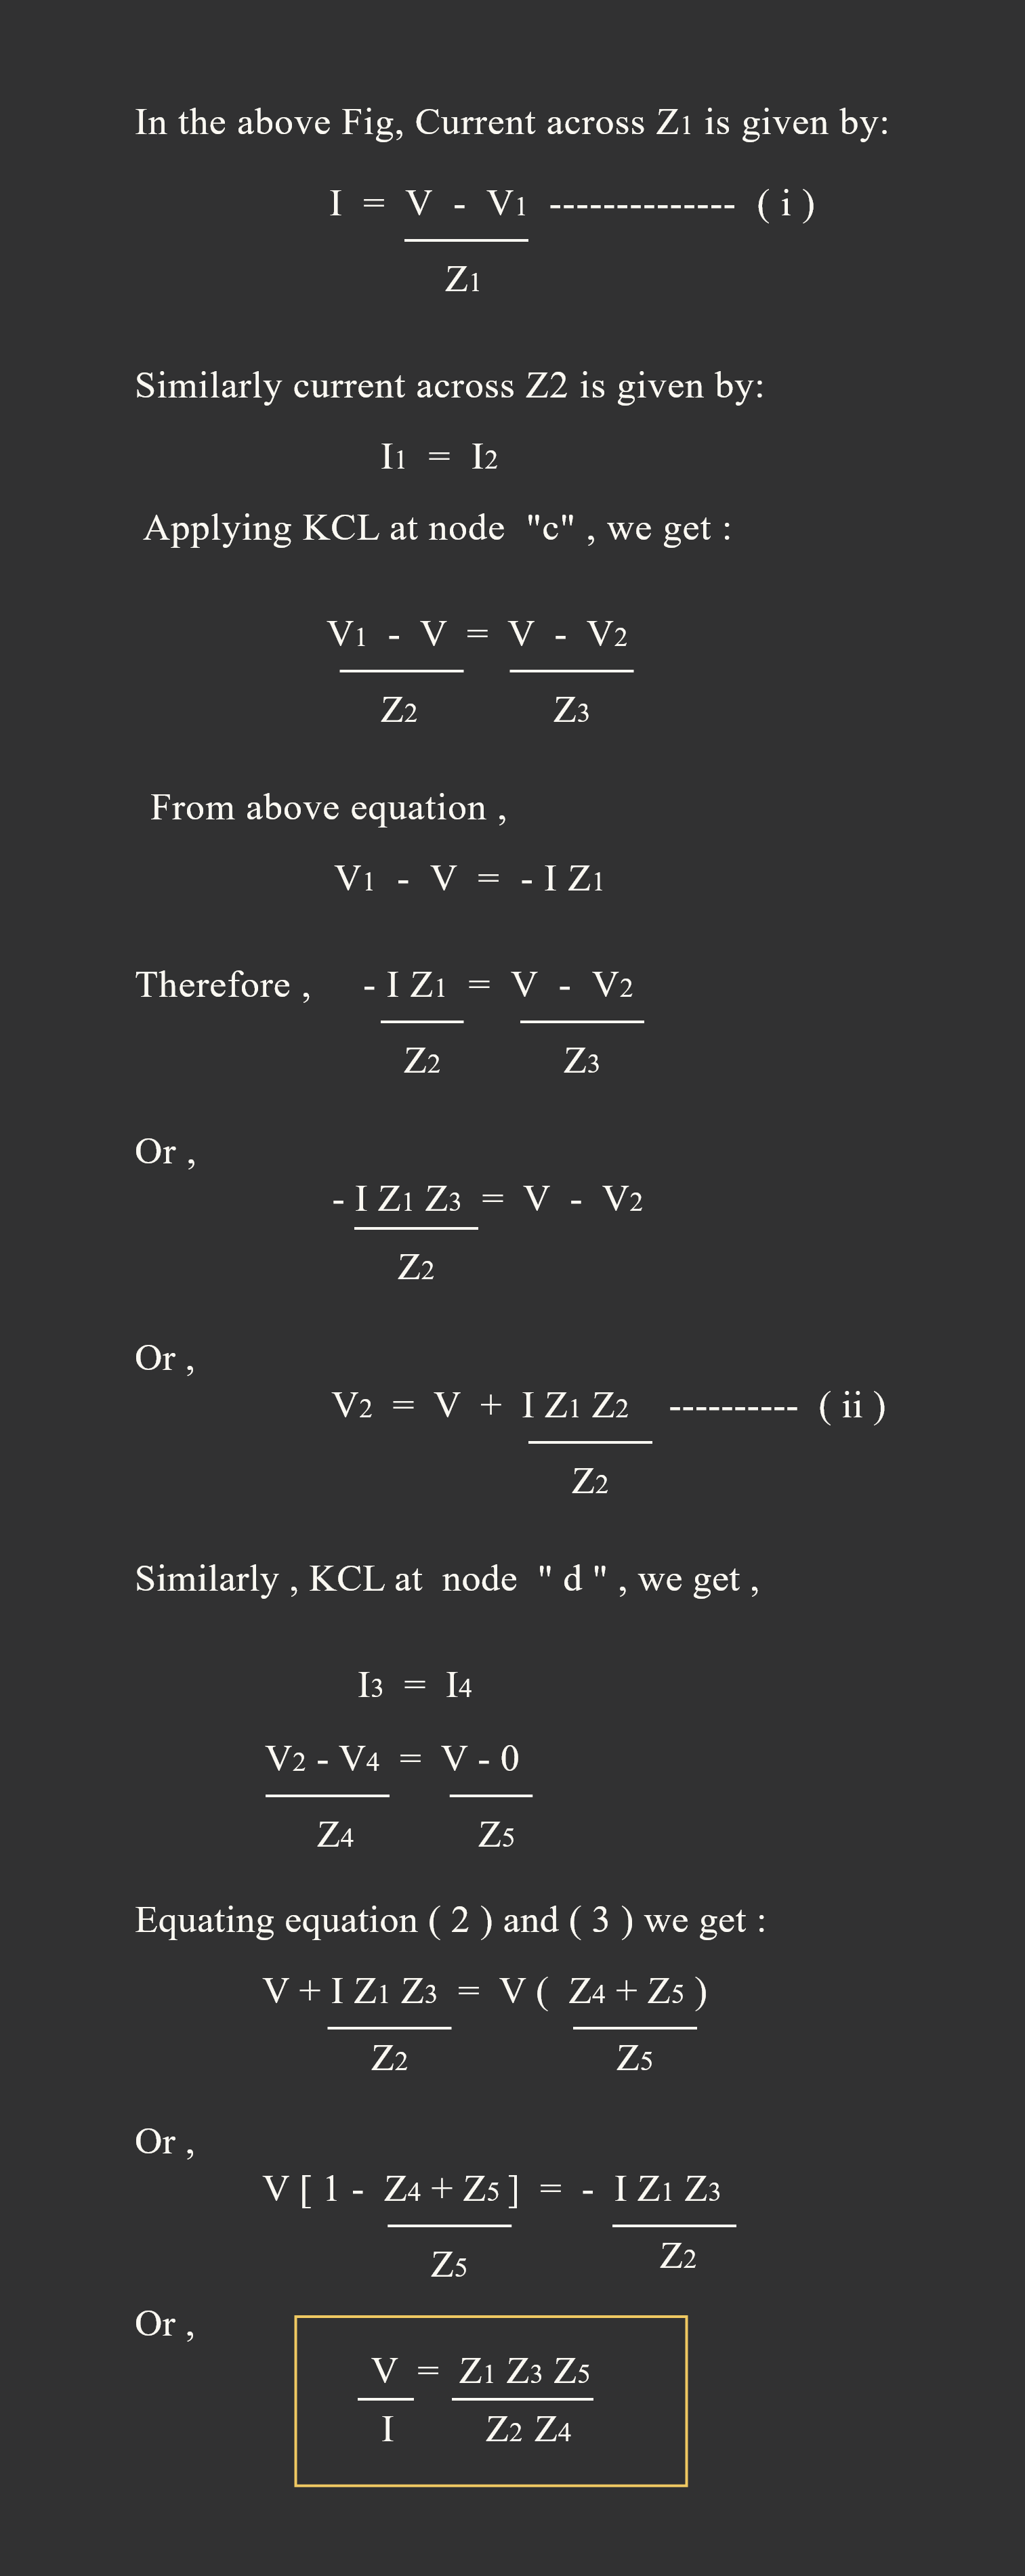 In the above Fig, Current across Z1 is given by:
I = V - V1 -------------- ( i )
Z1
Similarly current across Z2 is given by:
I1 = I2
Applying KCL at node "c" , we get :
V1 - V = V - V2
Z2 Z3
From above equation ,
V1 - V = - I Z1
Therefore , - I Z1 = V - V2
Z2 Z3
Or ,
- I Z1 Z3 = V - V2
Z2
Or ,
V2 = V + I Z1 Z2 ---------- ( ii )
Z2
Similarly , KCL at node " d " , we get ,
I3 = I4
V2 - V4 = V - 0
Z4 Z5
Equating equation ( 2 ) and ( 3 ) we get :
V + I Z1 Z3 = V ( Z4 + Z5 )
Z2 Z5
Or ,
V [ 1 - Z4 + Z5 ] = - I Z1 Z3
Z5 Z2
Or ,
V = Z1 Z3 Z5
I Z2 Z4